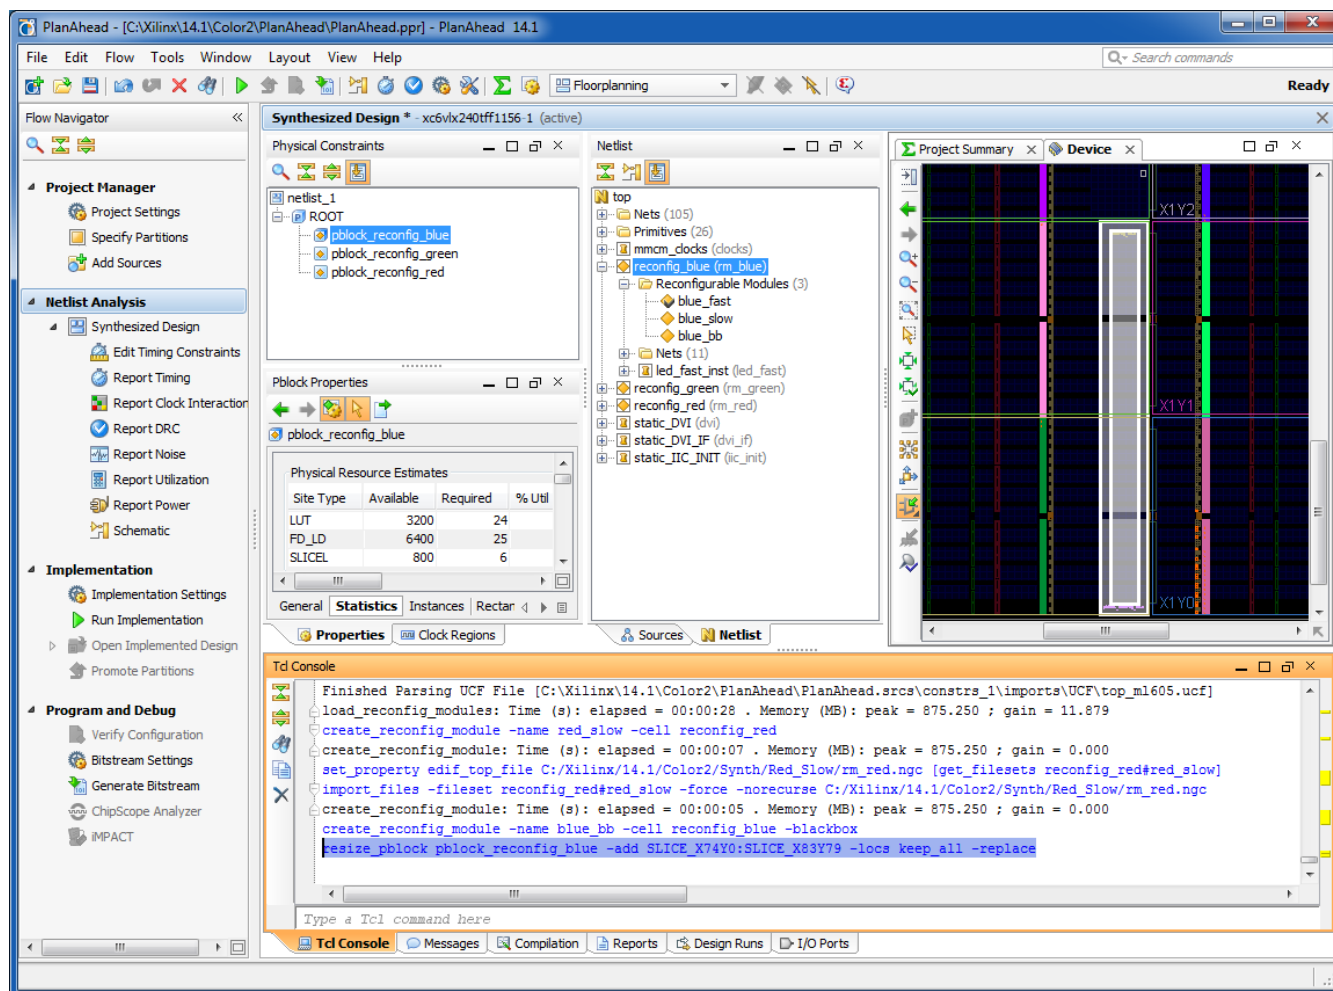 PlanAhead - [C:\Xilinx\14.1\Color2\PlanAhead\PlanAhead.ppr] - PlanAhead 14.1
File Edit Flow Tools Window Layout View Help
Search commands
Floorplanning
Ready
Flow Navigator
Project Manager
Project Settings
Specify Partitions
Add Sources
Netlist Analysis
Synthesized Design
Edit Timing Constraints
Report Timing
Report Clock Interaction
Report DRC
Report Noise
Report Utilization
Report Power
Schematic
Implementation
Implementation Settings
Run Implementation
Open Implemented Design
Promote Partitions
Program and Debug
Verify Configuration
Bitstream Settings
Generate Bitstream
ChipScope Analyzer
iMPACT
Synthesized Design * - xc6vlx240tff1156-1 (active)
Physical Constraints
netlist_1
ROOT
pblock_reconfig_blue
pblock_reconfig_green
pblock_reconfig_red
Pblock Properties
pblock_reconfig_blue
Physical Resource Estimates
Site Type Available Required % Util
LUT 3200 24
FD_LD 6400 25
SLICEL 800 6
General Statistics Instances Rectar
Properties Clock Regions
Netlist
top
Nets (105)
Primitives (26)
mmcm_clocks (clocks)
reconfig_blue (rm_blue)
Reconfigurable Modules (3)
blue_fast
blue_slow
blue_bb
Nets (11)
led_fast_inst (led_fast)
reconfig_green (rm_green)
reconfig_red (rm_red)
static_DVI (dvi)
static_DVI_IF (dvi_if)
static_IIC_INIT (iic_init)
Sources Netlist
Project Summary Device
X1Y2
X1Y1
X1Y0
Tcl Console
Finished Parsing UCF File [C:\Xilinx\14.1\Color2\PlanAhead\PlanAhead.srcs\constrs_1\imports\UCF\top_ml605.ucf]
load_reconfig_modules: Time (s): elapsed = 00:00:28 . Memory (MB): peak = 875.250 ; gain = 11.879
create_reconfig_module -name red_slow -cell reconfig_red
create_reconfig_module: Time (s): elapsed = 00:00:07 . Memory (MB): peak = 875.250 ; gain = 0.000
set_property edif_top_file C:/Xilinx/14.1/Color2/Synth/Red_Slow/rm_red.ngc [get_filesets reconfig_red#red_slow]
import_files -fileset reconfig_red#red_slow -force -norecurse C:/Xilinx/14.1/Color2/Synth/Red_Slow/rm_red.ngc
create_reconfig_module: Time (s): elapsed = 00:00:05 . Memory (MB): peak = 875.250 ; gain = 0.000
create_reconfig_module -name blue_bb -cell reconfig_blue -blackbox
resize_pblock pblock_reconfig_blue -add SLICE_X74Y0:SLICE_X83Y79 -locs keep_all -replace
Type a Tcl command here
Tcl Console Messages Compilation Reports Design Runs I/O Ports